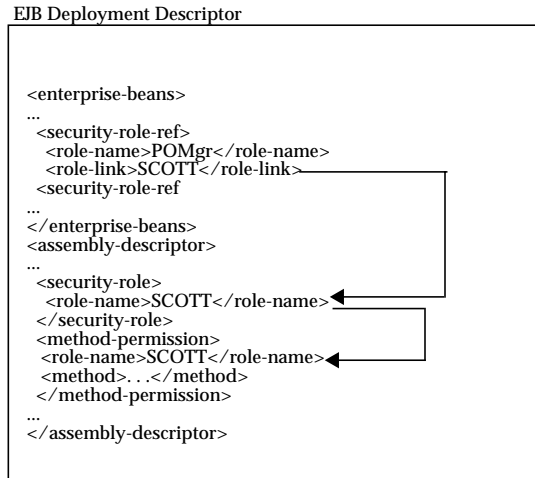 EJB Deployment Descriptor
<enterprise-beans>
...
<security-role-ref>
<role-name>POMgr</role-name>
<role-link>SCOTT</role-link>
<security-role-ref
...
</enterprise-beans>
<assembly-descriptor>
...
<security-role>
<role-name>SCOTT</role-name>
</security-role>
<method-permission>
<role-name>SCOTT</role-name>
<method>. . .</method>
</method-permission>
...
</assembly-descriptor>